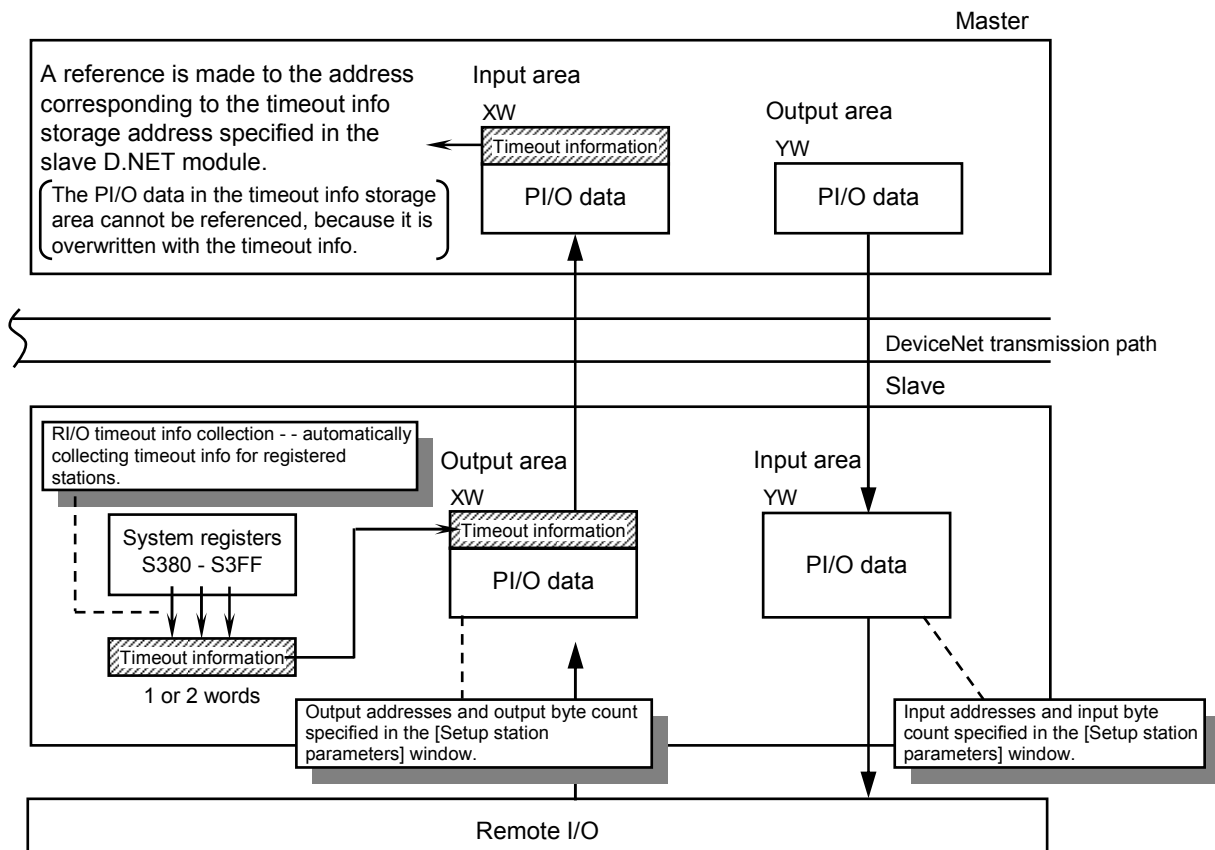 Master
A reference is made to the address
corresponding to the timeout info
storage address specified in the
slave D.NET module.
The PI/O data in the timeout info storage
area cannot be referenced, because it is
overwritten with the timeout info.
Input area
XW
Timeout information
PI/O data
Output area
YW
PI/O data
DeviceNet transmission path
Slave
RI/O timeout info collection - - automatically
collecting timeout info for registered
stations.
System registers
S380 - S3FF
Timeout information
1 or 2 words
Output area
XW
Timeout information
PI/O data
Input area
YW
PI/O data
Output addresses and output byte count
specified in the [Setup station
parameters] window.
Input addresses and input byte
count specified in the [Setup station
parameters] window.
Remote I/O